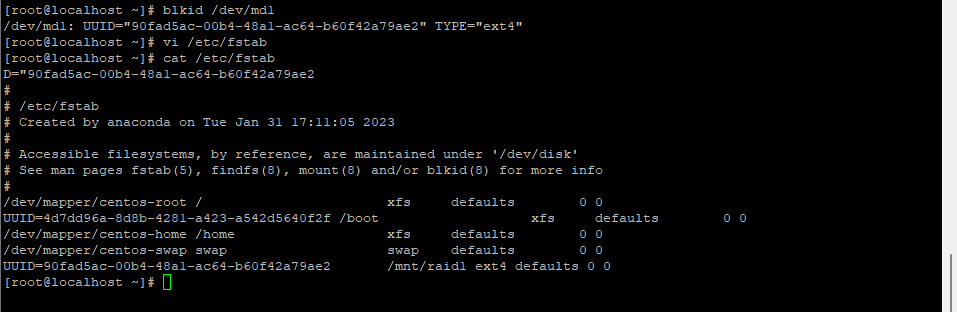 [root@localhost ~]# blkid /dev/md1
/dev/md1: UUID="90fad5ac-00b4-48a1-ac64-b60f42a79ae2" TYPE="ext4"
[root@localhost ~]# vi /etc/fstab
[root@localhost ~]# cat /etc/fstab
D="90fad5ac-00b4-48a1-ac64-b60f42a79ae2
#
# /etc/fstab
# Created by anaconda on Tue Jan 31 17:11:05 2023
#
# Accessible filesystems, by reference, are maintained under '/dev/disk'
# See man pages fstab(5), findfs(8), mount(8) and/or blkid(8) for more info
#
/dev/mapper/centos-root /                       xfs     defaults        0 0
UUID=4d7dd96a-8d8b-4281-a423-a542d5640f2f /boot                       xfs     defaults        0 0
/dev/mapper/centos-home /home                   xfs     defaults        0 0
/dev/mapper/centos-swap swap                    swap    defaults        0 0
UUID=90fad5ac-00b4-48a1-ac64-b60f42a79ae2       /mnt/raid1 ext4 defaults 0 0
[root@localhost ~]#